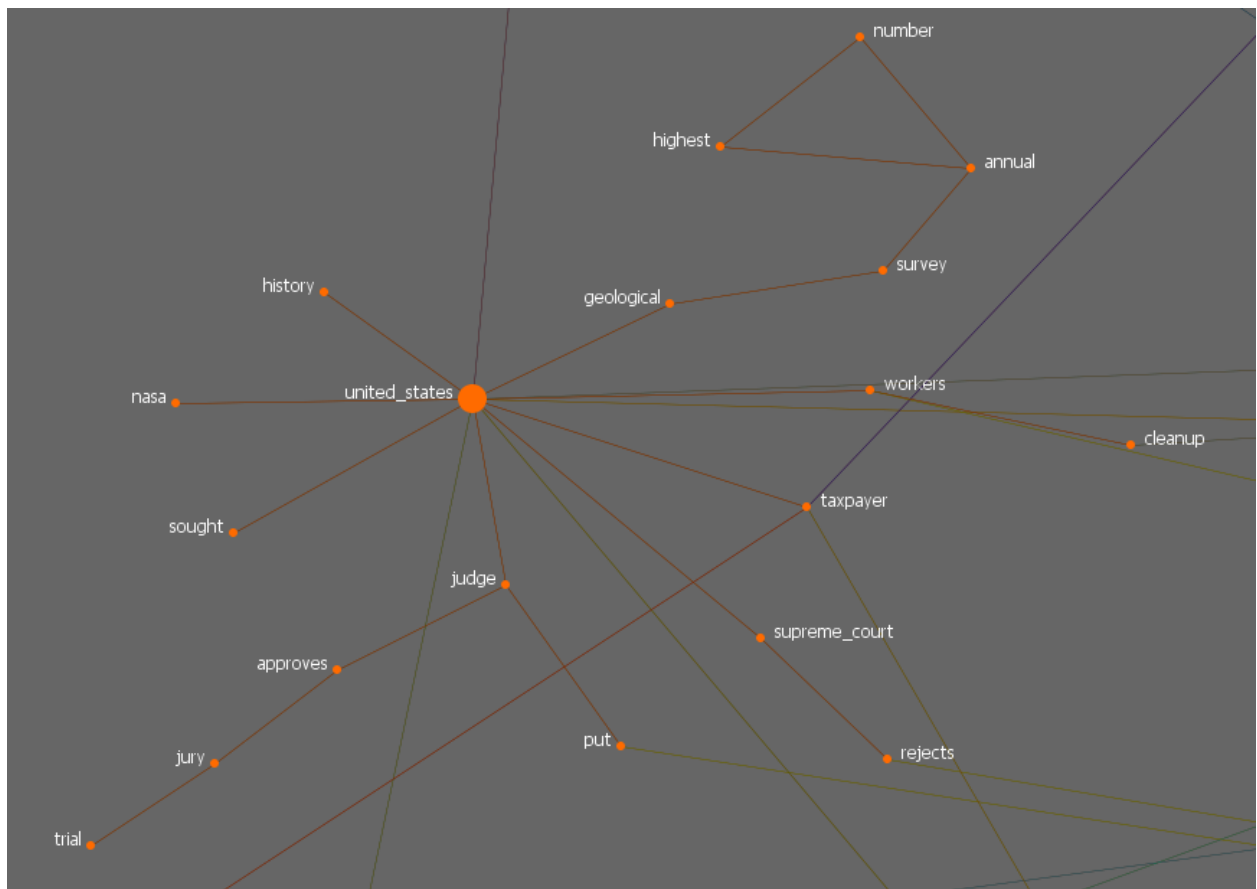 number
highest
annual
survey
history
geological
nasa
united_states
workers
cleanup
taxpayer
sought
judge
supreme_court
approves
put
rejects
jury
trial